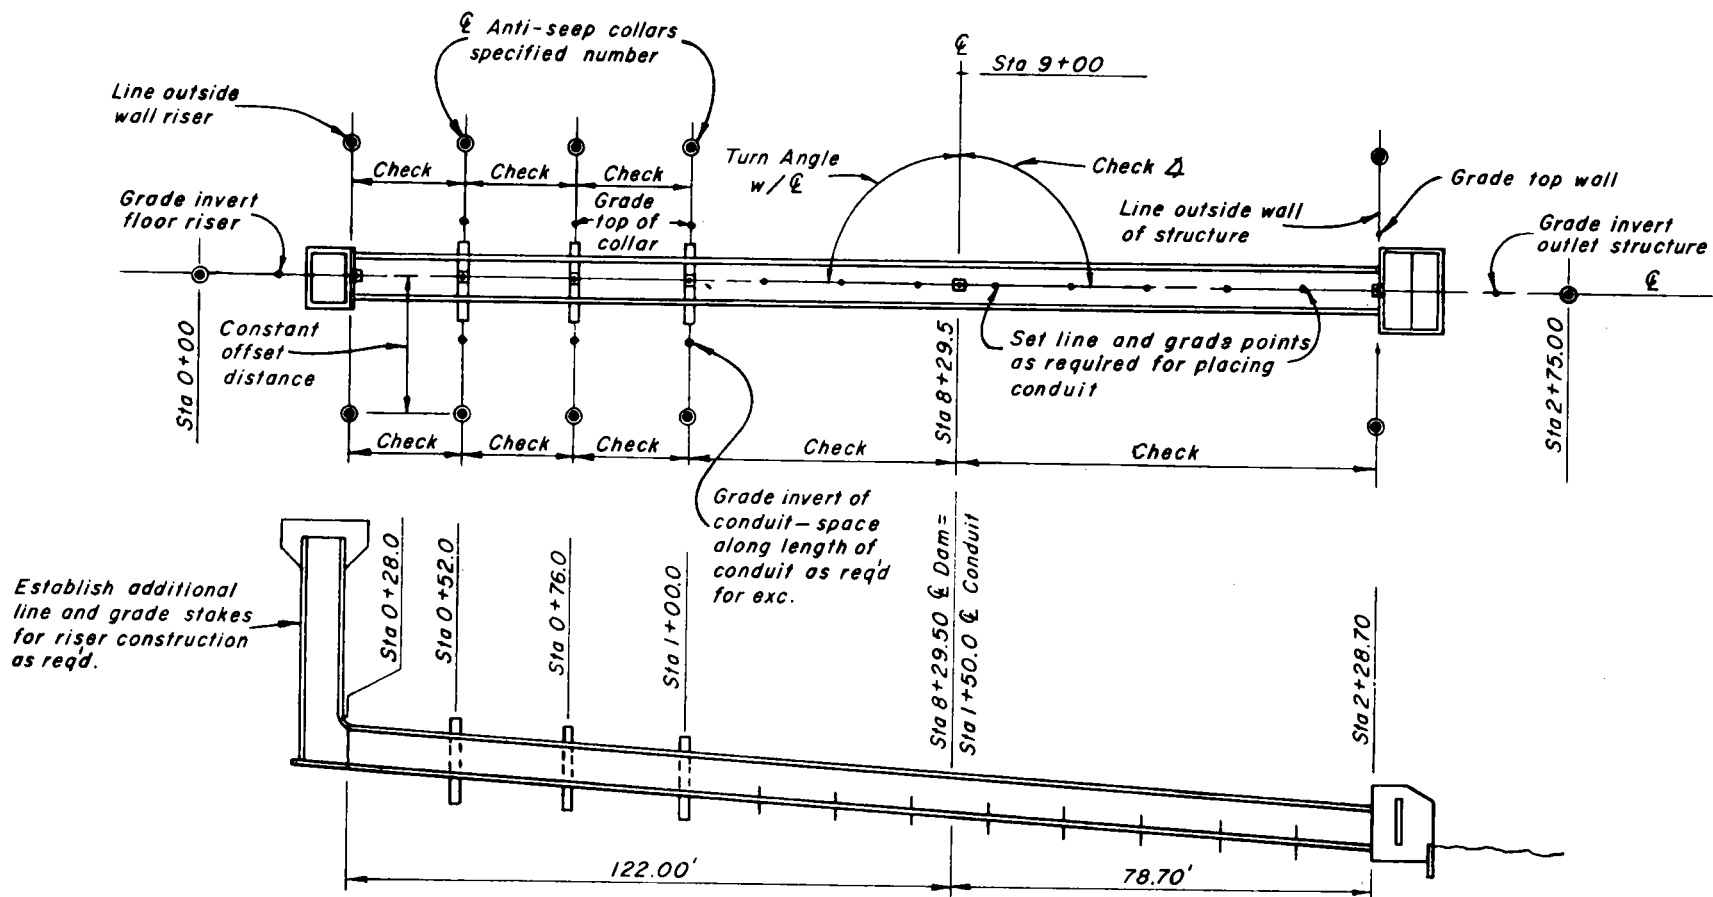 ℄ Anti-seep collars
specified number
℄
Sta 9+00
Line outside
wall riser
Check
Check
Check
Turn Angle
w/ ℄
Check ∆
Grade top wall
Grade invert
floor riser
Grade
top of
collar
Line outside wall
of structure
Grade invert
outlet structure
℄
Constant
offset
distance
Set line and grade points
as required for placing
conduit
Sta 0+00
Sta 8+29.5
Sta 2+75.00
Check
Check
Check
Check
Check
Grade invert of
conduit—space
along length of
conduit as req'd
for exc.
Establish additional
line and grade stakes
for riser construction
as req'd.
Sta 0+28.0
Sta 0+52.0
Sta 0+76.0
Sta 1+00.0
Sta 8+29.50 ℄ Dam=
Sta 1+50.0 ℄ Conduit
Sta 2+28.70
122.00'
78.70'